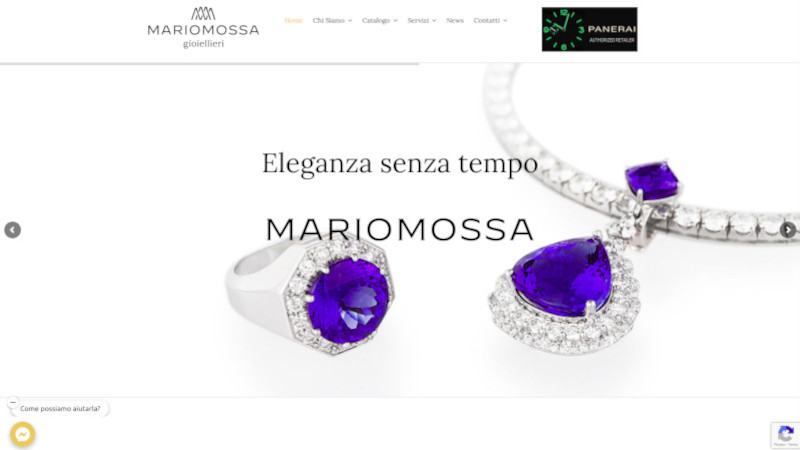 MARIOMOSSA
gioiellieri
Home
Chi Siamo
Catalogo
Servizi
News
Contatti
PANERAI
AUTHORIZED RETAILER
Eleganza senza tempo
MARIOMOSSA
Come possiamo aiutarla?